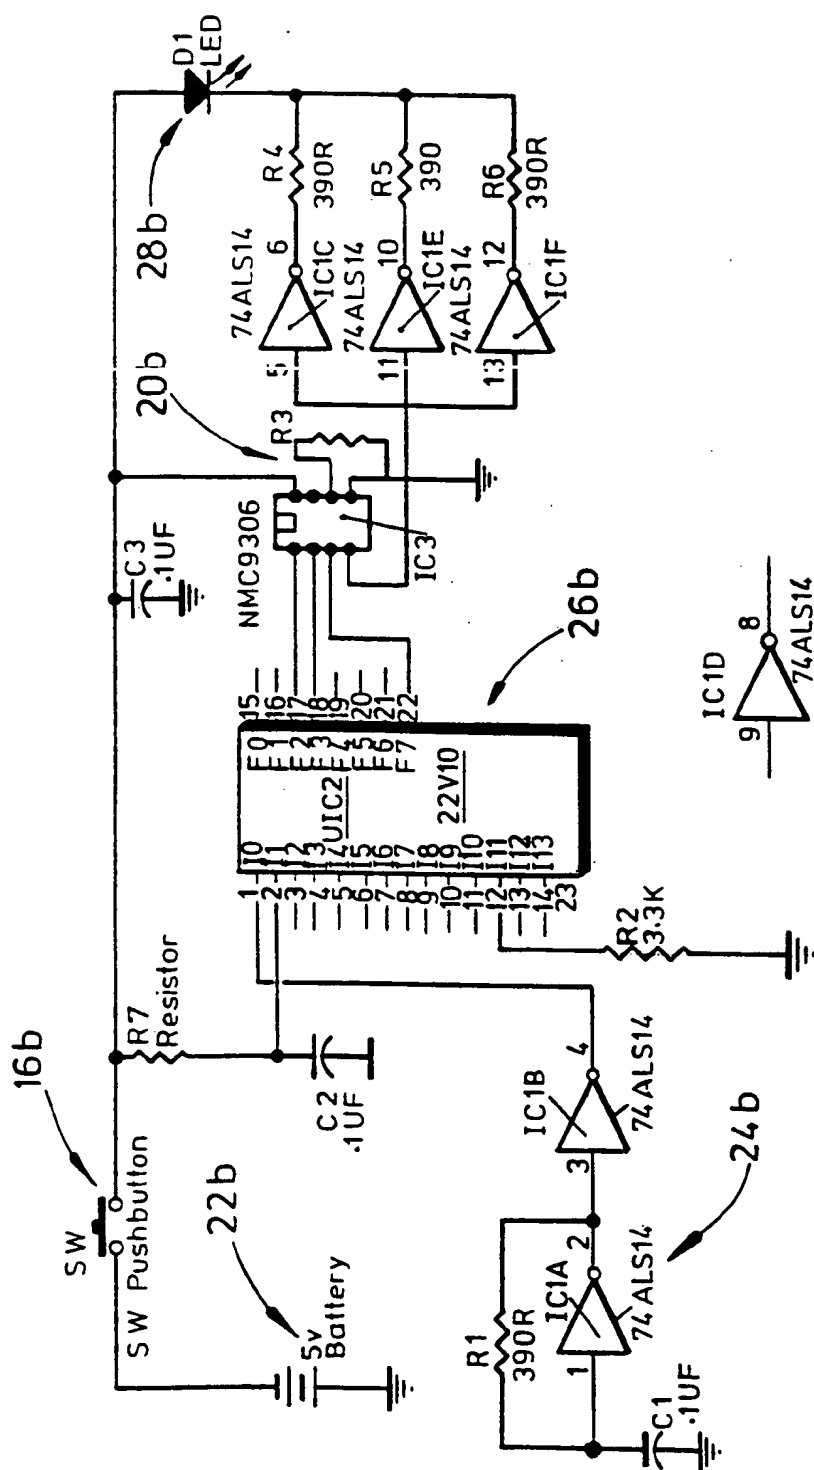 16b
SW
SW Pushbutton
22b
5v
Battery
R7
Resistor
C2
.1UF
C3
.1UF
28b
D1
LED
20b
NMC9306
R3
IC3
1
2
3
4
5
6
7
8
9
10
11
12
13
14
23
I0
I1
I2
I3
I4
I5
I6
I7
I8
I9
I10
I11
I12
I13
UIC2
22V10
F0
F1
F2
F3
F4
F5
F6
F7
15
16
17
18
19
20
21
22
26b
74ALS14
5
6
IC1C
R4
390R
74ALS14
11
10
IC1E
R5
390
74ALS14
13
12
IC1F
R6
390R
R1
390R
C1
.1UF
1
2
IC1A
74ALS14
3
4
IC1B
74ALS14
24b
R2
3.3K
IC1D
9
8
74ALS14